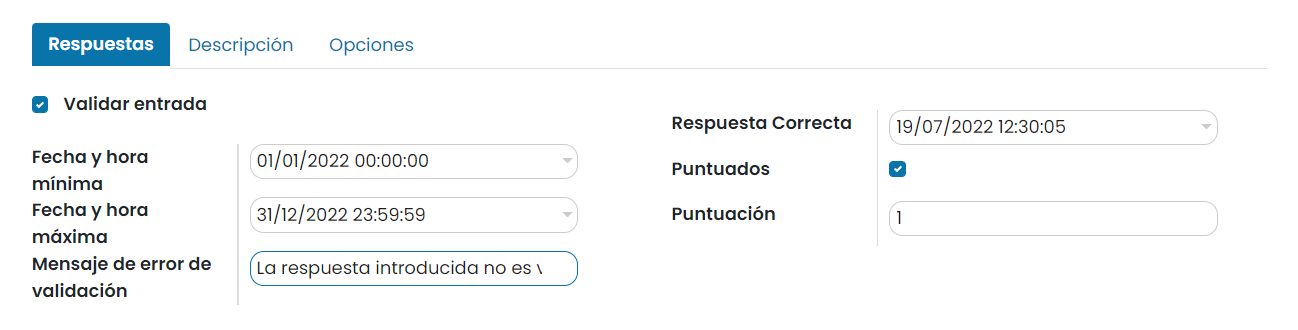 Respuestas Descripción Opciones
Validar entrada
Fecha y hora
mínima
01/01/2022 00:00:00
Fecha y hora
máxima
31/12/2022 23:59:59
Mensaje de error de
validación
La respuesta introducida no es
Respuesta Correcta
19/07/2022 12:30:05
Puntuados
Puntuación
1